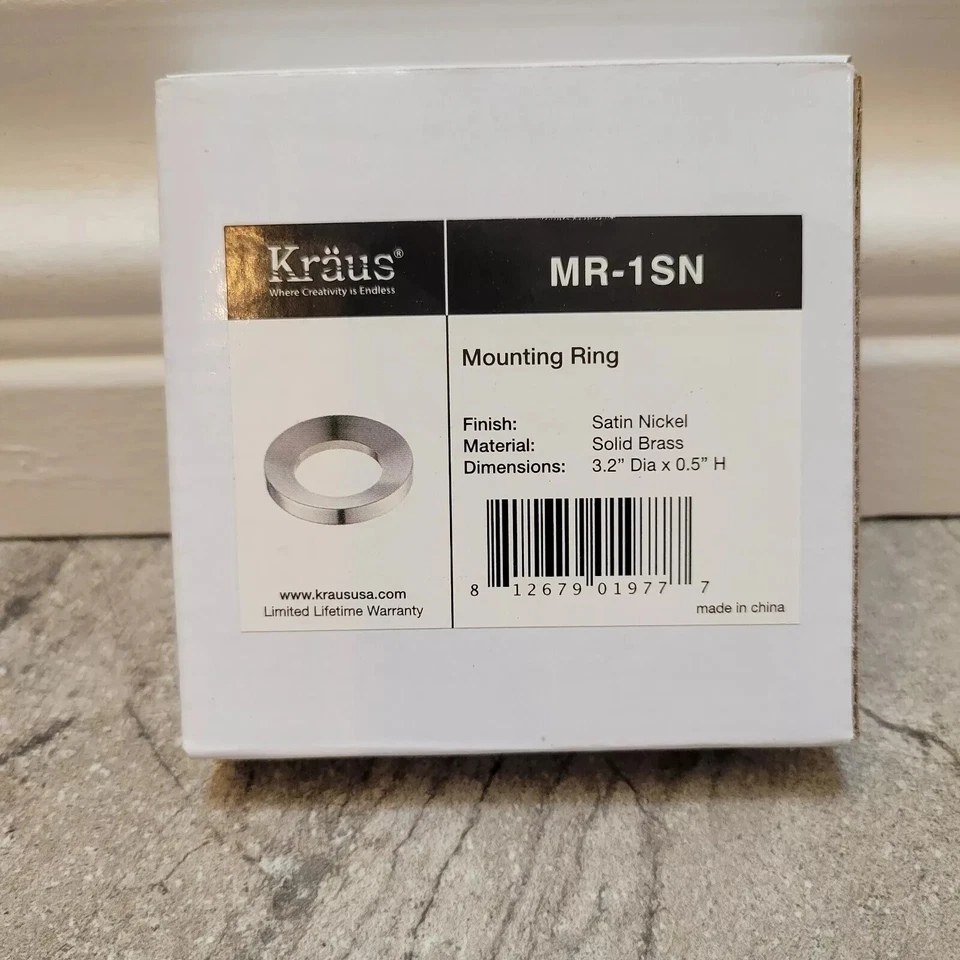 Kräus®
Where Creativity is Endless
MR-1SN
Mounting Ring
Finish: Satin Nickel
Material: Solid Brass
Dimensions: 3.2” Dia x 0.5” H
8 12679 01977 7
www.kraususa.com
Limited Lifetime Warranty
made in china